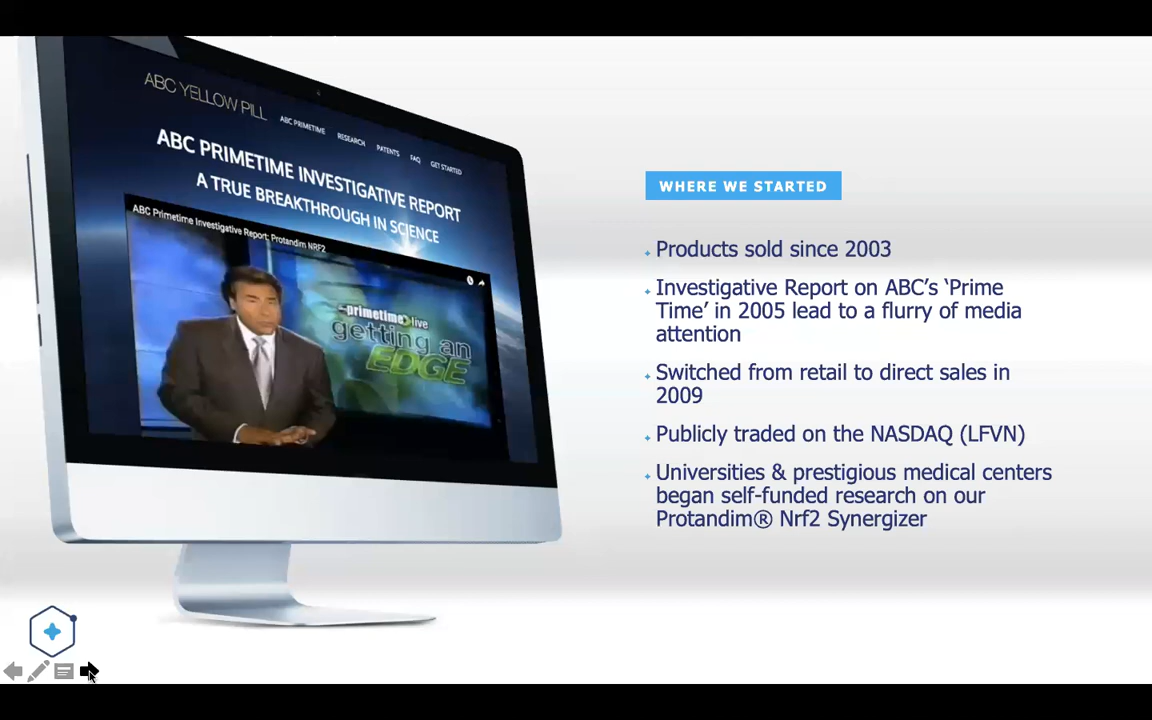 ABC YELLOW PILL
ABC PRIMETIME
RESEARCH
PATENTS
FAQ
GET STARTED
ABC PRIMETIME INVESTIGATIVE REPORT
A TRUE BREAKTHROUGH IN SCIENCE
ABC Primetime Investigative Report: Protandim NRF2
primetime live
getting an
EDGE
WHERE WE STARTED
Products sold since 2003
Investigative Report on ABC’s ‘Prime
Time’ in 2005 lead to a flurry of media
attention
Switched from retail to direct sales in
2009
Publicly traded on the NASDAQ (LFVN)
Universities & prestigious medical centers
began self-funded research on our
Protandim® Nrf2 Synergizer